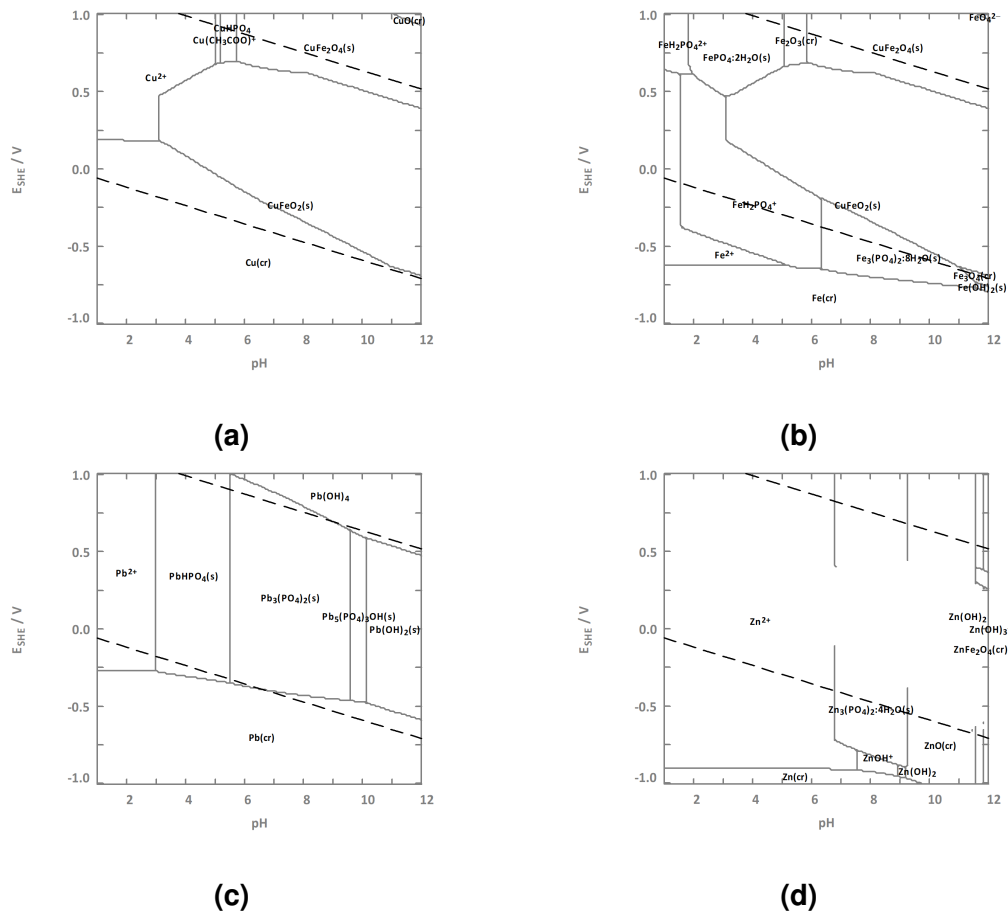 1.0
0.5
0.0
-0.5
-1.0
E_SHE / V
2 4 6 8 10 12
pH
CuHPO₄
Cu(CH₃COO)⁺
CuFe₂O₄(s)
CuO(cr)
Cu²⁺
CuFeO₂(s)
Cu(cr)
(a)
1.0
0.5
0.0
-0.5
-1.0
E_SHE / V
2 4 6 8 10 12
pH
FeO₄²⁻
FeH₂PO₄²⁺
Fe₂O₃(cr)
CuFe₂O₄(s)
FePO₄:2H₂O(s)
FeH₂PO₄⁺
CuFeO₂(s)
Fe²⁺
Fe₃(PO₄)₂:8H₂O(s)
Fe₃O₄(cr)
Fe(OH)₂(s)
Fe(cr)
(b)
1.0
0.5
0.0
-0.5
-1.0
E_SHE / V
2 4 6 8 10 12
pH
Pb(OH)₄
Pb²⁺
PbHPO₄(s)
Pb₃(PO₄)₂(s)
Pb₅(PO₄)₃OH(s)
Pb(OH)₂(s)
Pb(cr)
(c)
1.0
0.5
0.0
-0.5
-1.0
E_SHE / V
2 4 6 8 10 12
pH
Zn²⁺
Zn(OH)₂
Zn(OH)₃
ZnFe₂O₄(cr)
Zn₃(PO₄)₂:4H₂O(s)
ZnO(cr)
ZnOH⁺
Zn(OH)₂
Zn(cr)
(d)